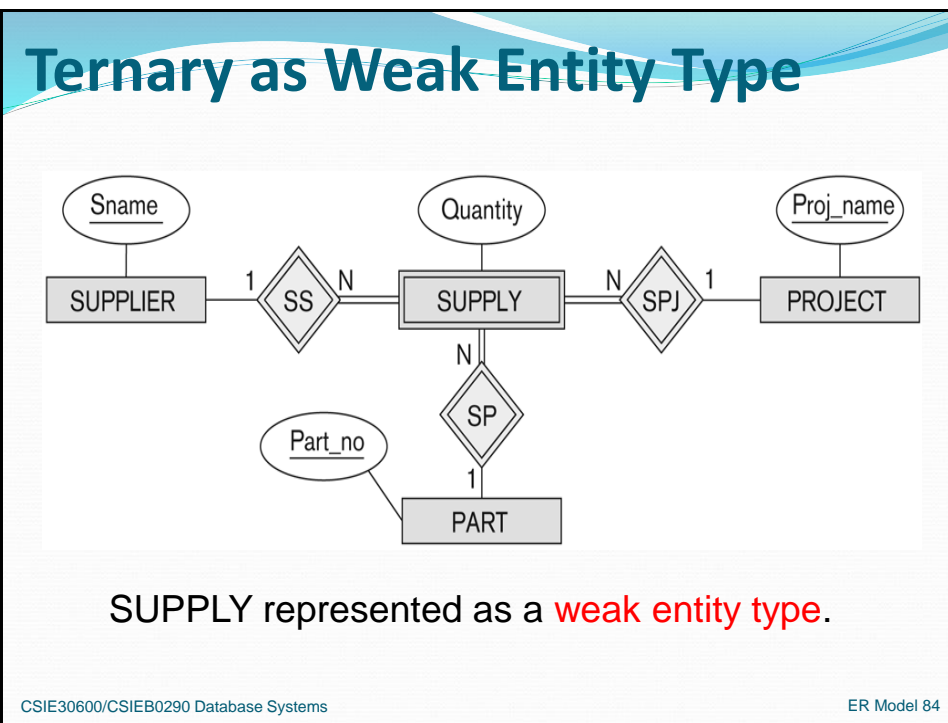 Ternary as Weak Entity Type
Sname
Quantity
Proj_name
SUPPLIER
1
SS
N
SUPPLY
N
SPJ
1
PROJECT
N
SP
Part_no
1
PART
SUPPLY represented as a weak entity type.
CSIE30600/CSIEB0290 Database Systems
ER Model 84